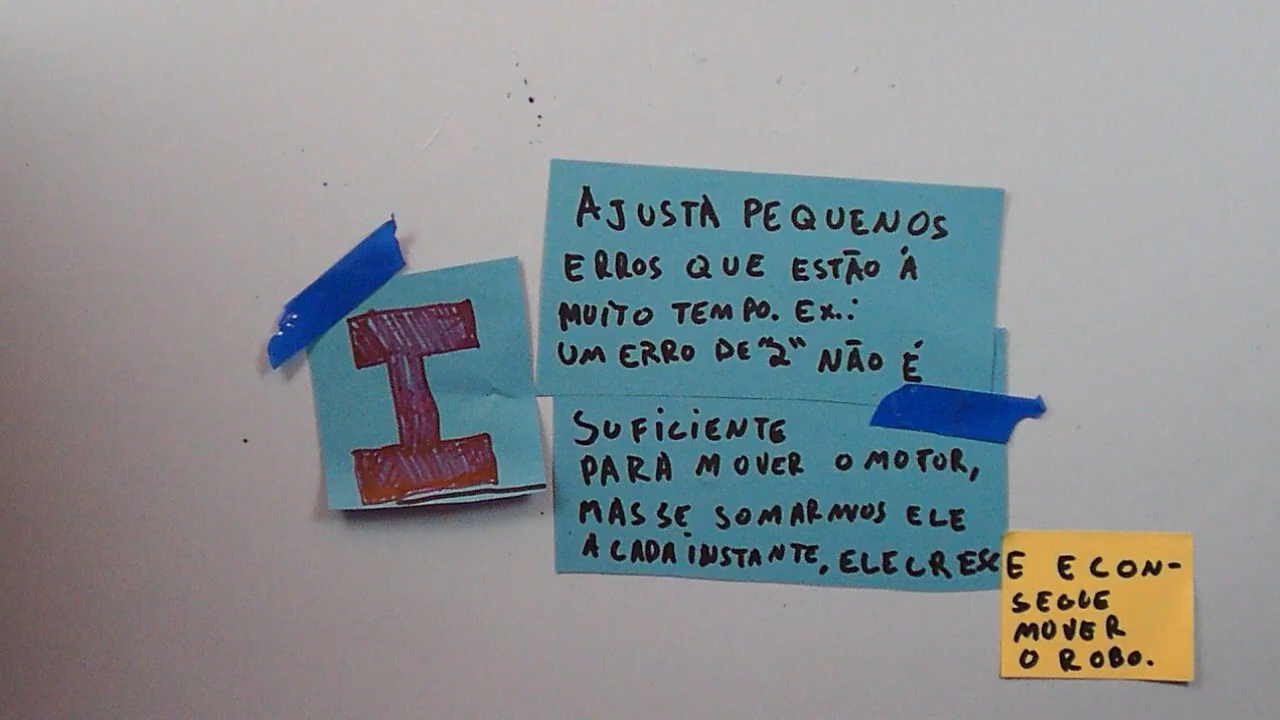 I
AJUSTA PEQUENOS
ERROS QUE ESTÃO À
MUITO TEMPO. EX.:
UM ERRO DE "2" NÃO É
SUFICIENTE
PARA MOVER O MOTOR,
MAS SE SOMARMOS ELE
A CADA INSTANTE, ELE CRESCE E CON-
SEGUE
MOVER
O ROBO.